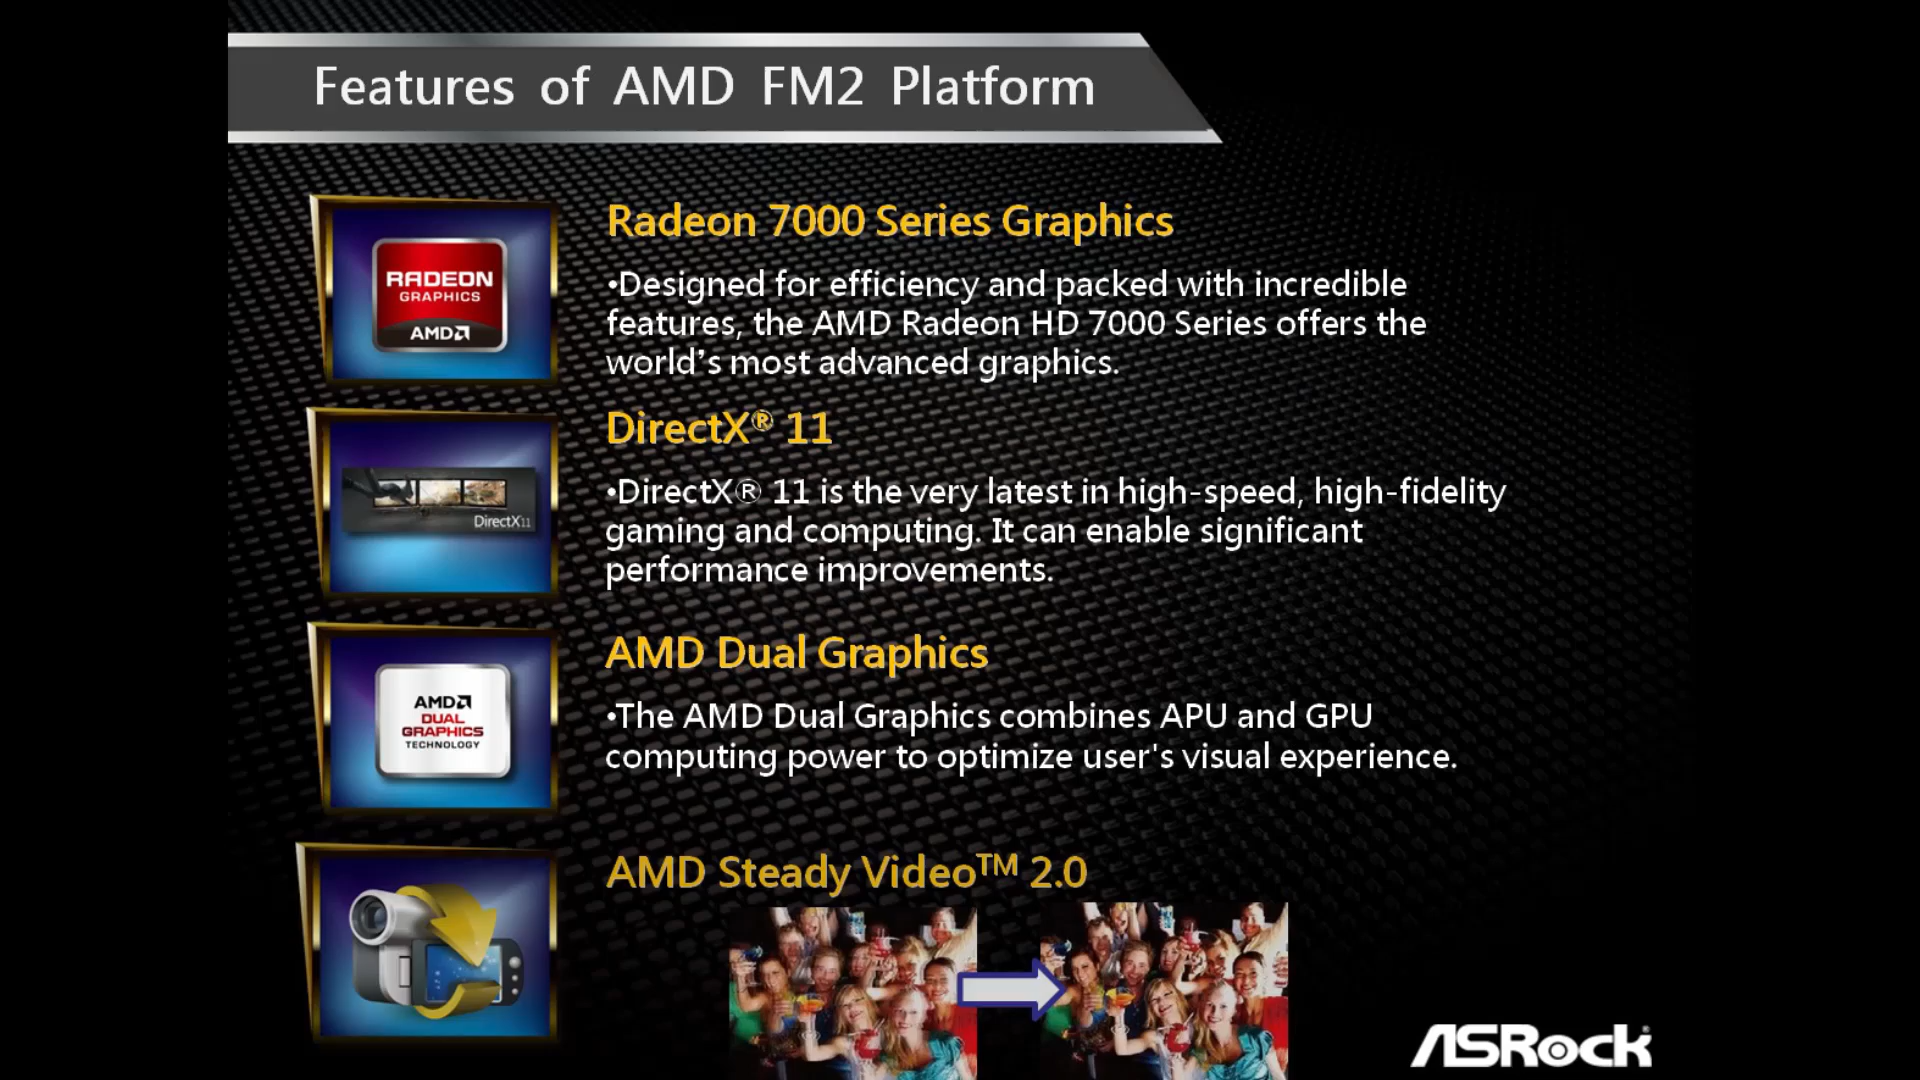 Features of AMD FM2 Platform
RADEON
GRAPHICS
AMD
Radeon 7000 Series Graphics
•Designed for efficiency and packed with incredible
features, the AMD Radeon HD 7000 Series offers the
world’s most advanced graphics.
DirectX11
DirectX® 11
•DirectX® 11 is the very latest in high-speed, high-fidelity
gaming and computing. It can enable significant
performance improvements.
AMD
DUAL
GRAPHICS
TECHNOLOGY
AMD Dual Graphics
•The AMD Dual Graphics combines APU and GPU
computing power to optimize user's visual experience.
AMD Steady Video™ 2.0
ASRock